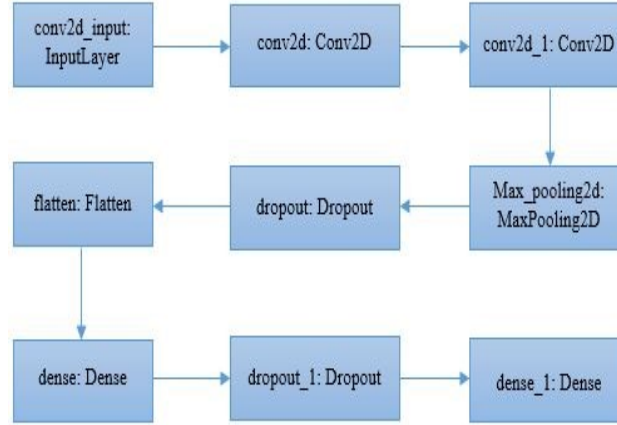 conv2d_input:
InputLayer
conv2d: Conv2D
conv2d_1: Conv2D
Max_pooling2d:
MaxPooling2D
dropout: Dropout
flatten: Flatten
dense: Dense
dropout_1: Dropout
dense_1: Dense